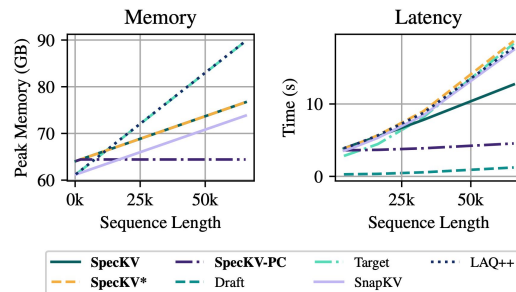 Memory
Latency
Peak Memory (GB)
90
80
70
60
0k
25k
50k
Sequence Length
Time (s)
10
0
25k
50k
Sequence Length
SpecKV
SpecKV-PC
Target
LAQ++
SpecKV*
Draft
SnapKV